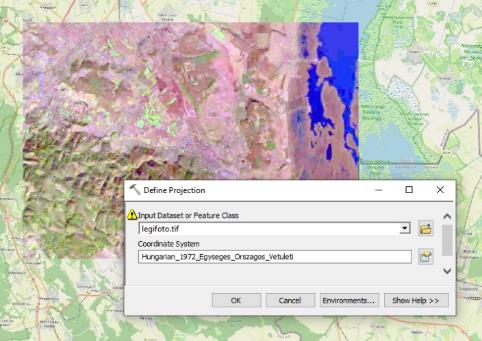 Define Projection
Input Dataset or Feature Class
legifoto.tif
Coordinate System
Hungarian_1972_Egyseges_Orszagos_Vetuleti
OK
Cancel
Environments...
Show Help >>